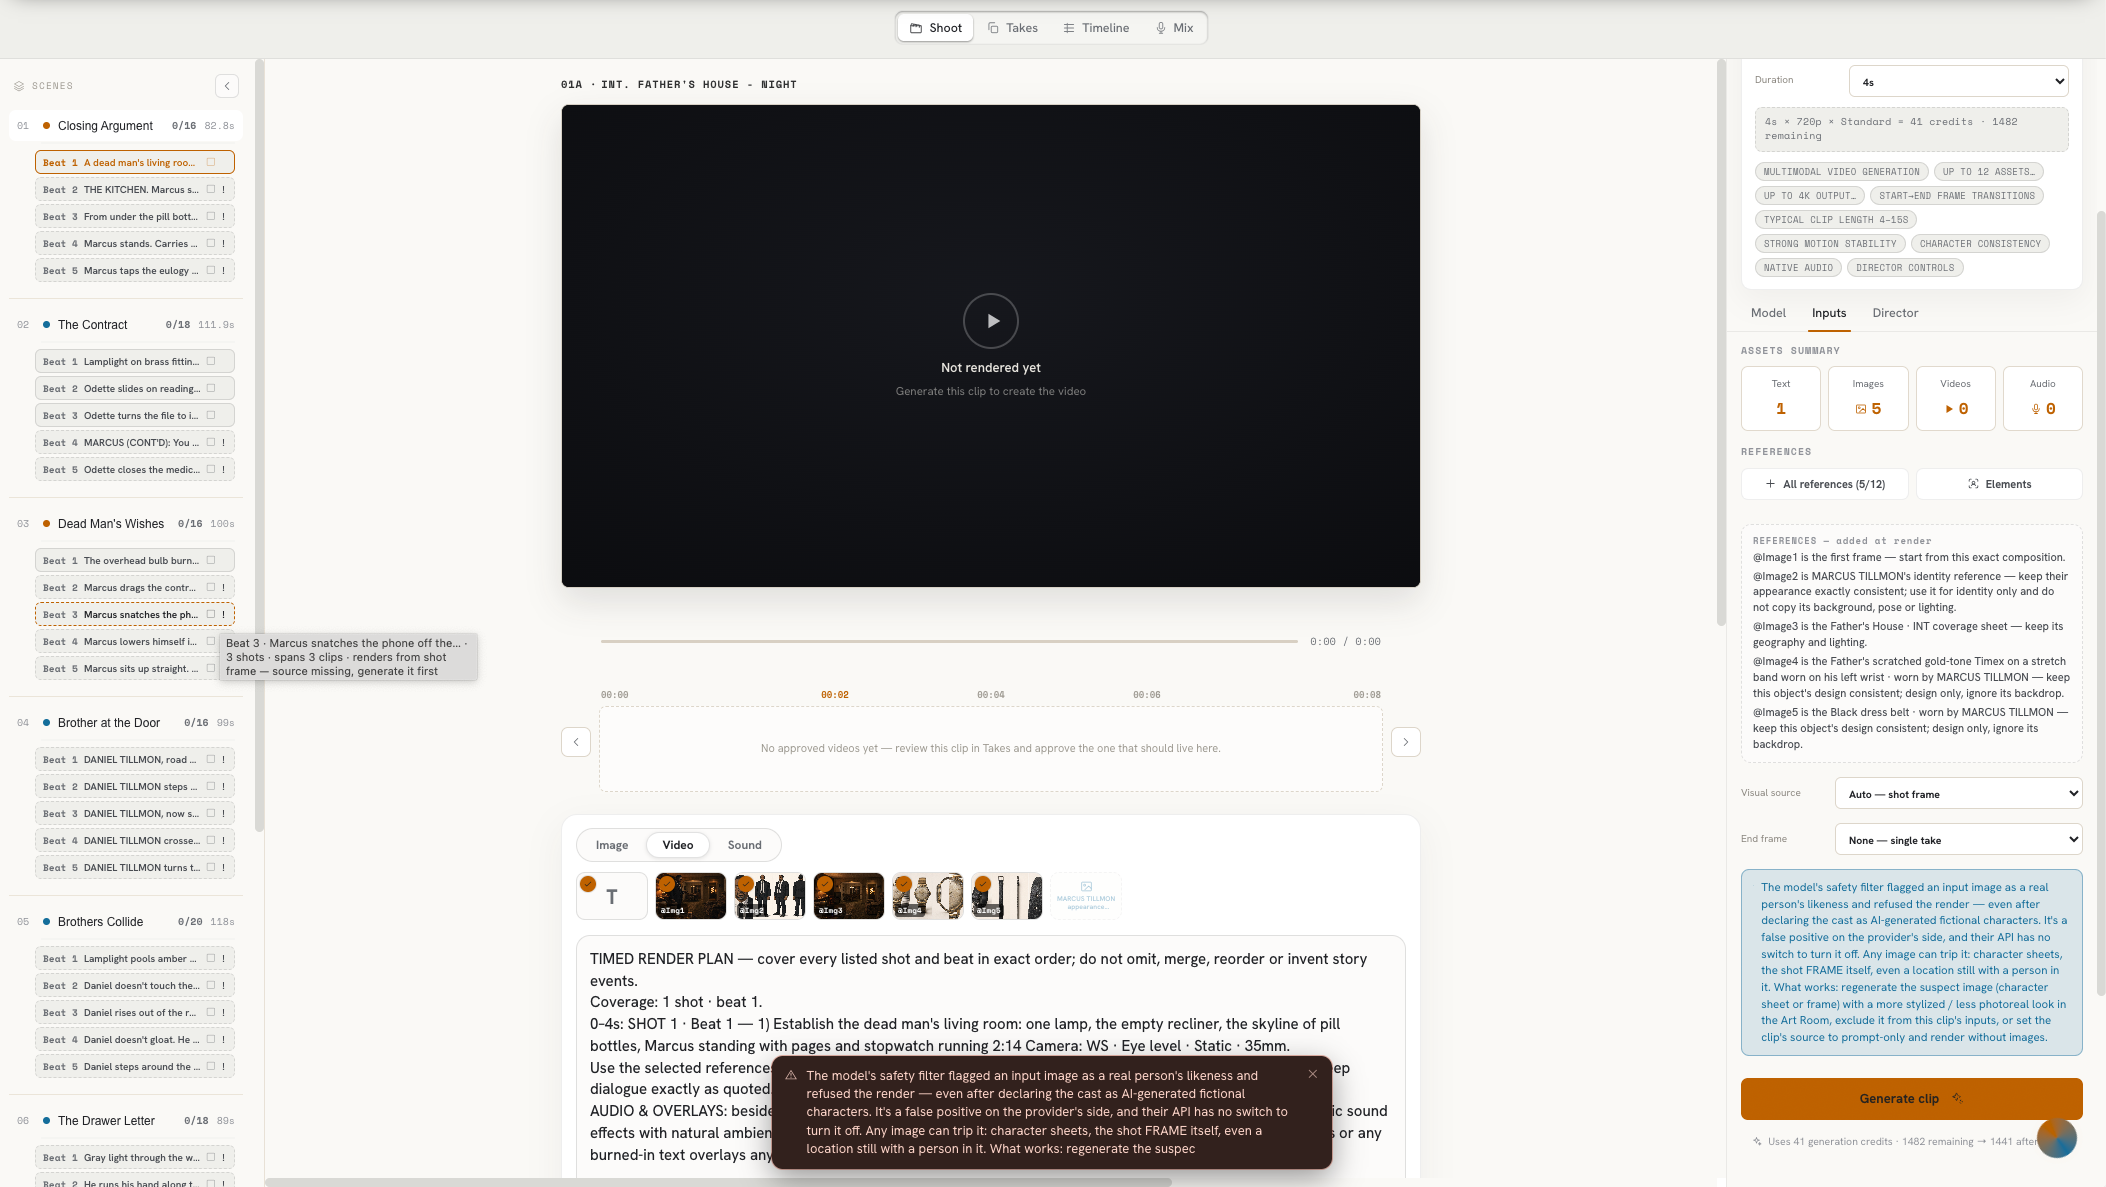 Shoot
Takes
Timeline
Mix
SCENES
01 Closing Argument 0/16 82.8s
Beat 1 A dead man's living roo...
Beat 2 THE KITCHEN. Marcus s... !
Beat 3 From under the pill bott... !
Beat 4 Marcus stands. Carries ... !
Beat 5 Marcus taps the eulogy ... !
02 The Contract 0/18 111.9s
Beat 1 Lamplight on brass fittin...
Beat 2 Odette slides on reading...
Beat 3 Odette turns the file to i...
Beat 4 MARCUS (CONT'D): You ... !
Beat 5 Odette closes the medic... !
03 Dead Man's Wishes 0/16 100s
Beat 1 The overhead bulb burn...
Beat 2 Marcus drags the contr... !
Beat 3 Marcus snatches the ph... !
Beat 4 Marcus lowers himself i...
Beat 5 Marcus sits up straight. ...
Beat 3 · Marcus snatches the phone off the... ·
3 shots · spans 3 clips · renders from shot
frame — source missing, generate it first
04 Brother at the Door 0/16 99s
Beat 1 DANIEL TILLMON, road ... !
Beat 2 DANIEL TILLMON steps ... !
Beat 3 DANIEL TILLMON, now s... !
Beat 4 DANIEL TILLMON crosse... !
Beat 5 DANIEL TILLMON turns t... !
05 Brothers Collide 0/20 118s
Beat 1 Lamplight pools amber ... !
Beat 2 Daniel doesn't touch the... !
Beat 3 Daniel rises out of the r... !
Beat 4 Daniel doesn't gloat. He ... !
Beat 5 Daniel steps around the ... !
06 The Drawer Letter 0/18 89s
Beat 1 Gray light through the w... !
Beat 2 He runs his hand along t... !
01A · INT. FATHER'S HOUSE - NIGHT
Not rendered yet
Generate this clip to create the video
0:00 / 0:00
00:00 00:02 00:04 00:06 00:08
No approved videos yet — review this clip in Takes and approve the one that should live here.
Image Video Sound
T
@Img1 @Img2 @Img3 @Img4 @Img5
MARCUS TILLMON
appearance...
TIMED RENDER PLAN — cover every listed shot and beat in exact order; do not omit, merge, reorder or invent story
events.
Coverage: 1 shot · beat 1.
0–4s: SHOT 1 · Beat 1 — 1) Establish the dead man's living room: one lamp, the empty recliner, the skyline of pill
bottles, Marcus standing with pages and stopwatch running 2:14 Camera: WS · Eye level · Static · 35mm.
Use the selected references
dialogue exactly as quoted.
AUDIO & OVERLAYS: beside sound
effects with natural ambien or any
burned-in text overlays any
The model's safety filter flagged an input image as a real person's likeness and
refused the render — even after declaring the cast as AI-generated fictional
characters. It's a false positive on the provider's side, and their API has no switch to
turn it off. Any image can trip it: character sheets, the shot FRAME itself, even a
location still with a person in it. What works: regenerate the suspec
Duration 4s
4s × 720p × Standard = 41 credits · 1482
remaining
MULTIMODAL VIDEO GENERATION UP TO 12 ASSETS…
UP TO 4K OUTPUT… START→END FRAME TRANSITIONS
TYPICAL CLIP LENGTH 4–15S
STRONG MOTION STABILITY CHARACTER CONSISTENCY
NATIVE AUDIO DIRECTOR CONTROLS
Model Inputs Director
ASSETS SUMMARY
Text Images Videos Audio
1 5 0 0
REFERENCES
All references (5/12) Elements
REFERENCES — added at render
@Image1 is the first frame — start from this exact composition.
@Image2 is MARCUS TILLMON's identity reference — keep their
appearance exactly consistent; use it for identity only and do
not copy its background, pose or lighting.
@Image3 is the Father's House · INT coverage sheet — keep its
geography and lighting.
@Image4 is the Father's scratched gold-tone Timex on a stretch
band worn on his left wrist · worn by MARCUS TILLMON — keep
this object's design consistent; design only, ignore its backdrop.
@Image5 is the Black dress belt · worn by MARCUS TILLMON —
keep this object's design consistent; design only, ignore its
backdrop.
Visual source Auto — shot frame
End frame None — single take
The model's safety filter flagged an input image as a real
person's likeness and refused the render — even after
declaring the cast as AI-generated fictional characters. It's a
false positive on the provider's side, and their API has no
switch to turn it off. Any image can trip it: character sheets,
the shot FRAME itself, even a location still with a person in
it. What works: regenerate the suspect image (character
sheet or frame) with a more stylized / less photoreal look in
the Art Room, exclude it from this clip's inputs, or set the
clip's source to prompt-only and render without images.
Generate clip
Uses 41 generation credits · 1482 remaining → 1441 after